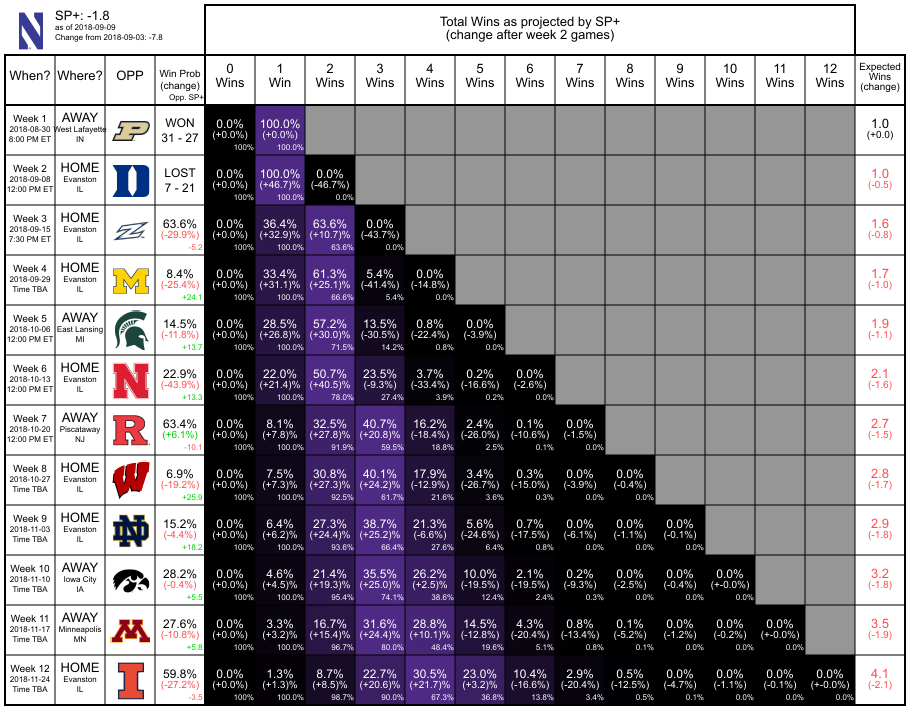 N
SP+: -1.8
as of 2018-09-09
Change from 2018-09-03: -7.8
Total Wins as projected by SP+
(change after week 2 games)
When? Where? OPP Win Prob (change) Opp. SP+ 0 Wins 1 Win 2 Wins 3 Wins 4 Wins 5 Wins 6 Wins 7 Wins 8 Wins 9 Wins 10 Wins 11 Wins 12 Wins Expected Wins (change)
Week 1 AWAY P WON 0.0% 100.0% 1.0
2018-08-30 West Lafayette 31 - 27 (+0.0%) (+0.0%) (+0.0)
8:00 PM ET IN 100% 100.0%
Week 2 HOME D LOST 0.0% 100.0% 0.0% 1.0
2018-09-08 Evanston 7 - 21 (+0.0%) (+46.7)% (-46.7%) (-0.5)
12:00 PM ET IL 100% 100.0% 0.0%
Week 3 HOME Z 63.6% 0.0% 36.4% 63.6% 0.0% 1.6
2018-09-15 Evanston (-29.9%) (+0.0%) (+32.9)% (+10.7)% (-43.7%) (-0.8)
7:30 PM ET IL -5.2 100% 100.0% 63.6% 0.0%
Week 4 HOME M 8.4% 0.0% 33.4% 61.3% 5.4% 0.0% 1.7
2018-09-29 Evanston (-25.4%) (+0.0%) (+31.1)% (+25.1)% (-41.4%) (-14.8%) (-1.0)
Time TBA IL +24.1 100% 100.0% 66.6% 5.4% 0.0%
Week 5 AWAY 14.5% 0.0% 28.5% 57.2% 13.5% 0.8% 0.0% 1.9
2018-10-06 East Lansing (-11.8%) (+0.0%) (+26.8)% (+30.0)% (-30.5%) (-22.4%) (-3.9%) (-1.1)
12:00 PM ET MI +13.7 100% 100.0% 71.5% 14.2% 0.8% 0.0%
Week 6 HOME N 22.9% 0.0% 22.0% 50.7% 23.5% 3.7% 0.2% 0.0% 2.1
2018-10-13 Evanston (-43.9%) (+0.0%) (+21.4)% (+40.5)% (-9.3%) (-33.4%) (-16.6%) (-2.6%) (-1.6)
12:00 PM ET IL +13.3 100% 100.0% 78.0% 27.4% 3.9% 0.2% 0.0%
Week 7 AWAY R 63.4% 0.0% 8.1% 32.5% 40.7% 16.2% 2.4% 0.1% 0.0% 2.7
2018-10-20 Piscataway (+6.1%) (+0.0%) (+7.8)% (+27.8)% (+20.8)% (-18.4%) (-26.0%) (-10.6%) (-1.5%) (-1.5)
12:00 PM ET NJ -10.1 100% 100.0% 91.9% 59.5% 18.8% 2.5% 0.1% 0.0%
Week 8 HOME W 6.9% 0.0% 7.5% 30.8% 40.1% 17.9% 3.4% 0.3% 0.0% 0.0% 2.8
2018-10-27 Evanston (-19.2%) (+0.0%) (+7.3)% (+27.3)% (+24.2)% (-12.9%) (-26.7%) (-15.0%) (-3.9%) (-0.4%) (-1.7)
Time TBA IL +25.9 100% 100.0% 92.5% 61.7% 21.6% 3.6% 0.3% 0.0% 0.0%
Week 9 HOME ND 15.2% 0.0% 6.4% 27.3% 38.7% 21.3% 5.6% 0.7% 0.0% 0.0% 0.0% 2.9
2018-11-03 Evanston (-4.4%) (+0.0%) (+6.2)% (+24.4)% (+25.2)% (-6.6%) (-24.6%) (-17.5%) (-6.1%) (-1.1%) (-0.1%) (-1.8)
Time TBA IL +18.2 100% 100.0% 93.6% 66.4% 27.6% 6.4% 0.8% 0.0% 0.0% 0.0%
Week 10 AWAY 28.2% 0.0% 4.6% 21.4% 35.5% 26.2% 10.0% 2.1% 0.2% 0.0% 0.0% 0.0% 3.2
2018-11-10 Iowa City (-0.4%) (+0.0%) (+4.5)% (+19.3)% (+25.0)% (+2.5)% (-19.5%) (-19.5%) (-9.3%) (-2.5%) (-0.4%) (+-0.0%) (-1.8)
Time TBA IA +5.5 100% 100.0% 95.4% 74.1% 38.6% 12.4% 2.4% 0.3% 0.0% 0.0% 0.0%
Week 11 AWAY M 27.6% 0.0% 3.3% 16.7% 31.6% 28.8% 14.5% 4.3% 0.8% 0.1% 0.0% 0.0% 0.0% 3.5
2018-11-17 Minneapolis (-10.8%) (+0.0%) (+3.2)% (+15.4)% (+24.4)% (+10.1)% (-12.8%) (-20.4%) (-13.4%) (-5.2%) (-1.2%) (-0.2%) (+-0.0%) (-1.9)
Time TBA MN +5.8 100% 100.0% 96.7% 80.0% 48.4% 19.6% 5.1% 0.8% 0.1% 0.0% 0.0% 0.0%
Week 12 HOME I 59.8% 0.0% 1.3% 8.7% 22.7% 30.5% 23.0% 10.4% 2.9% 0.5% 0.0% 0.0% 0.0% 0.0% 4.1
2018-11-24 Evanston (-27.2%) (+0.0%) (+1.3)% (+8.5)% (+20.6)% (+21.7)% (+3.2)% (-16.6%) (-20.4%) (-12.5%) (-4.7%) (-1.1%) (-0.1%) (+-0.0%) (-2.1)
Time TBA IL -3.5 100% 100.0% 98.7% 90.0% 67.3% 36.8% 13.8% 3.4% 0.5% 0.1% 0.0% 0.0% 0.0%